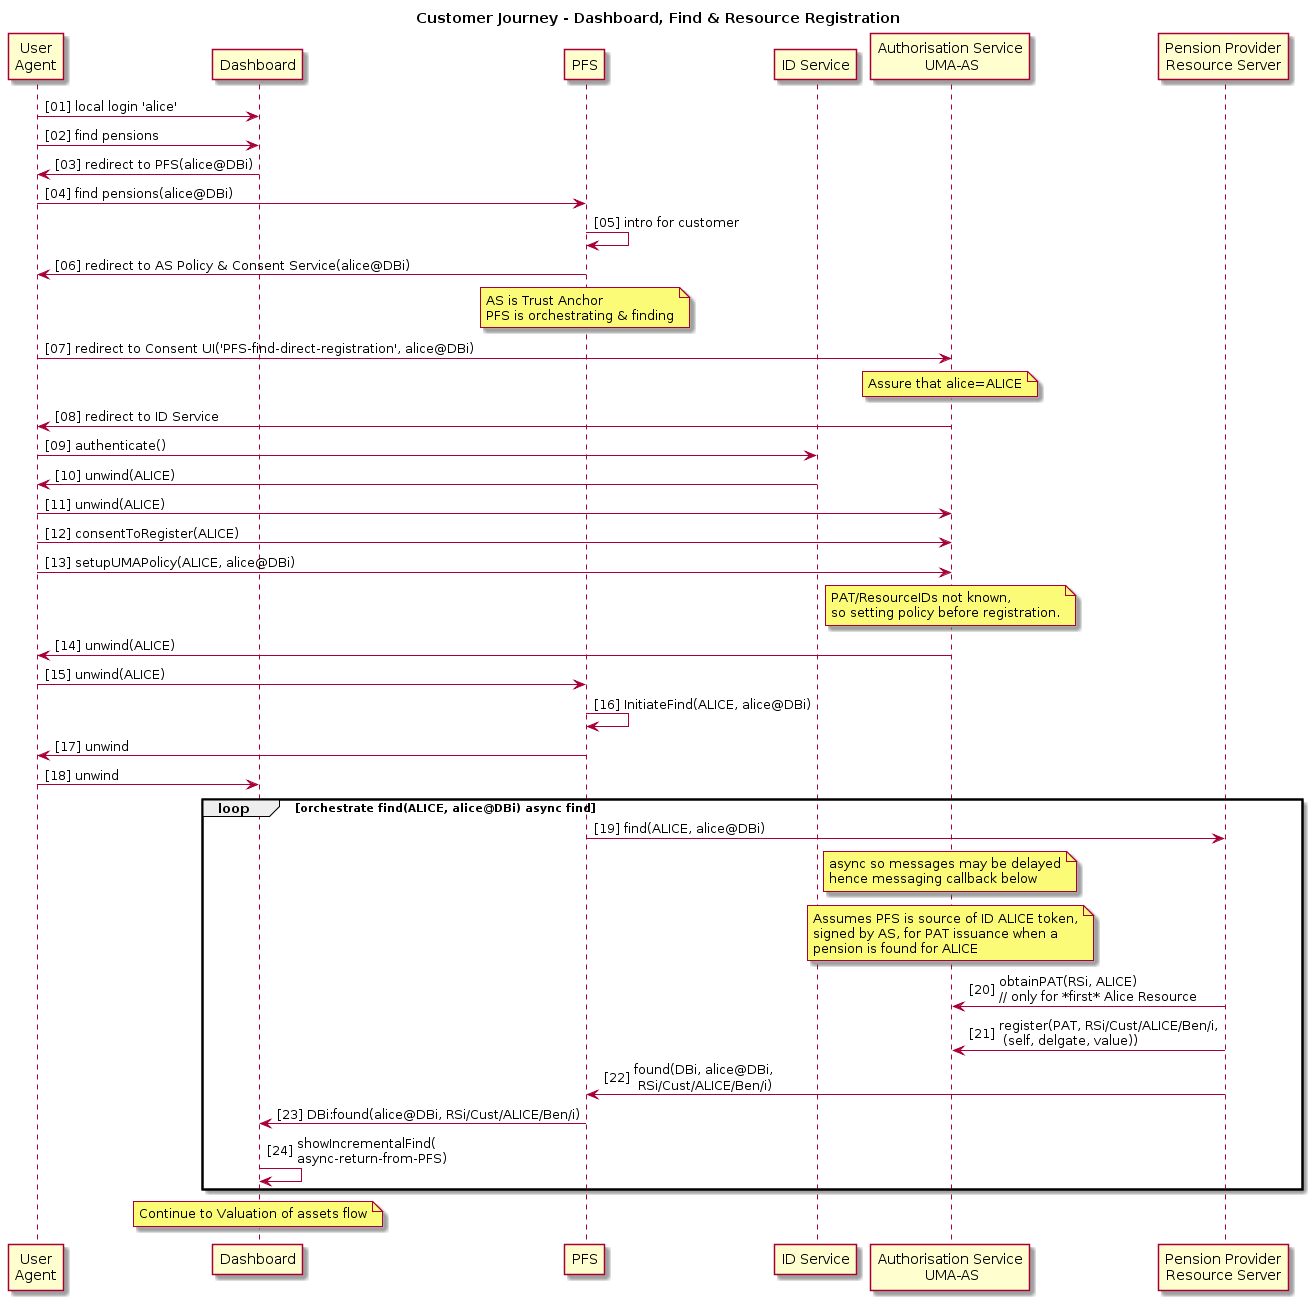 Customer Journey - Dashboard, Find & Resource Registration
User
Agent
Dashboard
PFS
ID Service
Authorisation Service
UMA-AS
Pension Provider
Resource Server
[01] local login 'alice'
[02] find pensions
[03] redirect to PFS(alice@DBi)
[04] find pensions(alice@DBi)
[05] intro for customer
[06] redirect to AS Policy & Consent Service(alice@DBi)
AS is Trust Anchor
PFS is orchestrating & finding
[07] redirect to Consent UI('PFS-find-direct-registration', alice@DBi)
Assure that alice=ALICE
[08] redirect to ID Service
[09] authenticate()
[10] unwind(ALICE)
[11] unwind(ALICE)
[12] consentToRegister(ALICE)
[13] setupUMAPolicy(ALICE, alice@DBi)
PAT/ResourceIDs not known,
so setting policy before registration.
[14] unwind(ALICE)
[15] unwind(ALICE)
[16] InitiateFind(ALICE, alice@DBi)
[17] unwind
[18] unwind
loop [orchestrate find(ALICE, alice@DBi) async find]
[19] find(ALICE, alice@DBi)
async so messages may be delayed
hence messaging callback below
Assumes PFS is source of ID ALICE token,
signed by AS, for PAT issuance when a
pension is found for ALICE
[20] obtainPAT(RSi, ALICE)
// only for *first* Alice Resource
[21] register(PAT, RSi/Cust/ALICE/Ben/i,
(self, delgate, value))
[22] found(DBi, alice@DBi,
RSi/Cust/ALICE/Ben/i)
[23] DBi:found(alice@DBi, RSi/Cust/ALICE/Ben/i)
[24] showIncrementalFind(
async-return-from-PFS)
Continue to Valuation of assets flow
User
Agent
Dashboard
PFS
ID Service
Authorisation Service
UMA-AS
Pension Provider
Resource Server